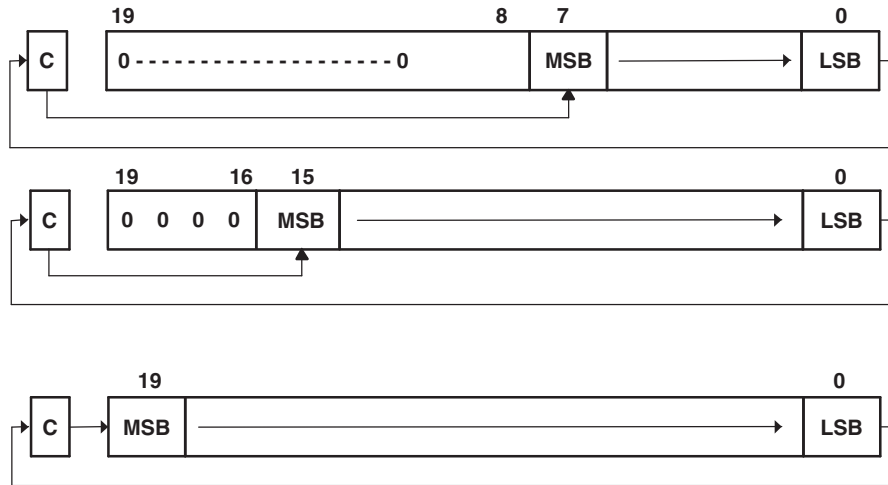 19 8 7 0
C 0--------------------0 MSB LSB
19 16 15 0
C 0 0 0 0 MSB LSB
19 0
C MSB LSB